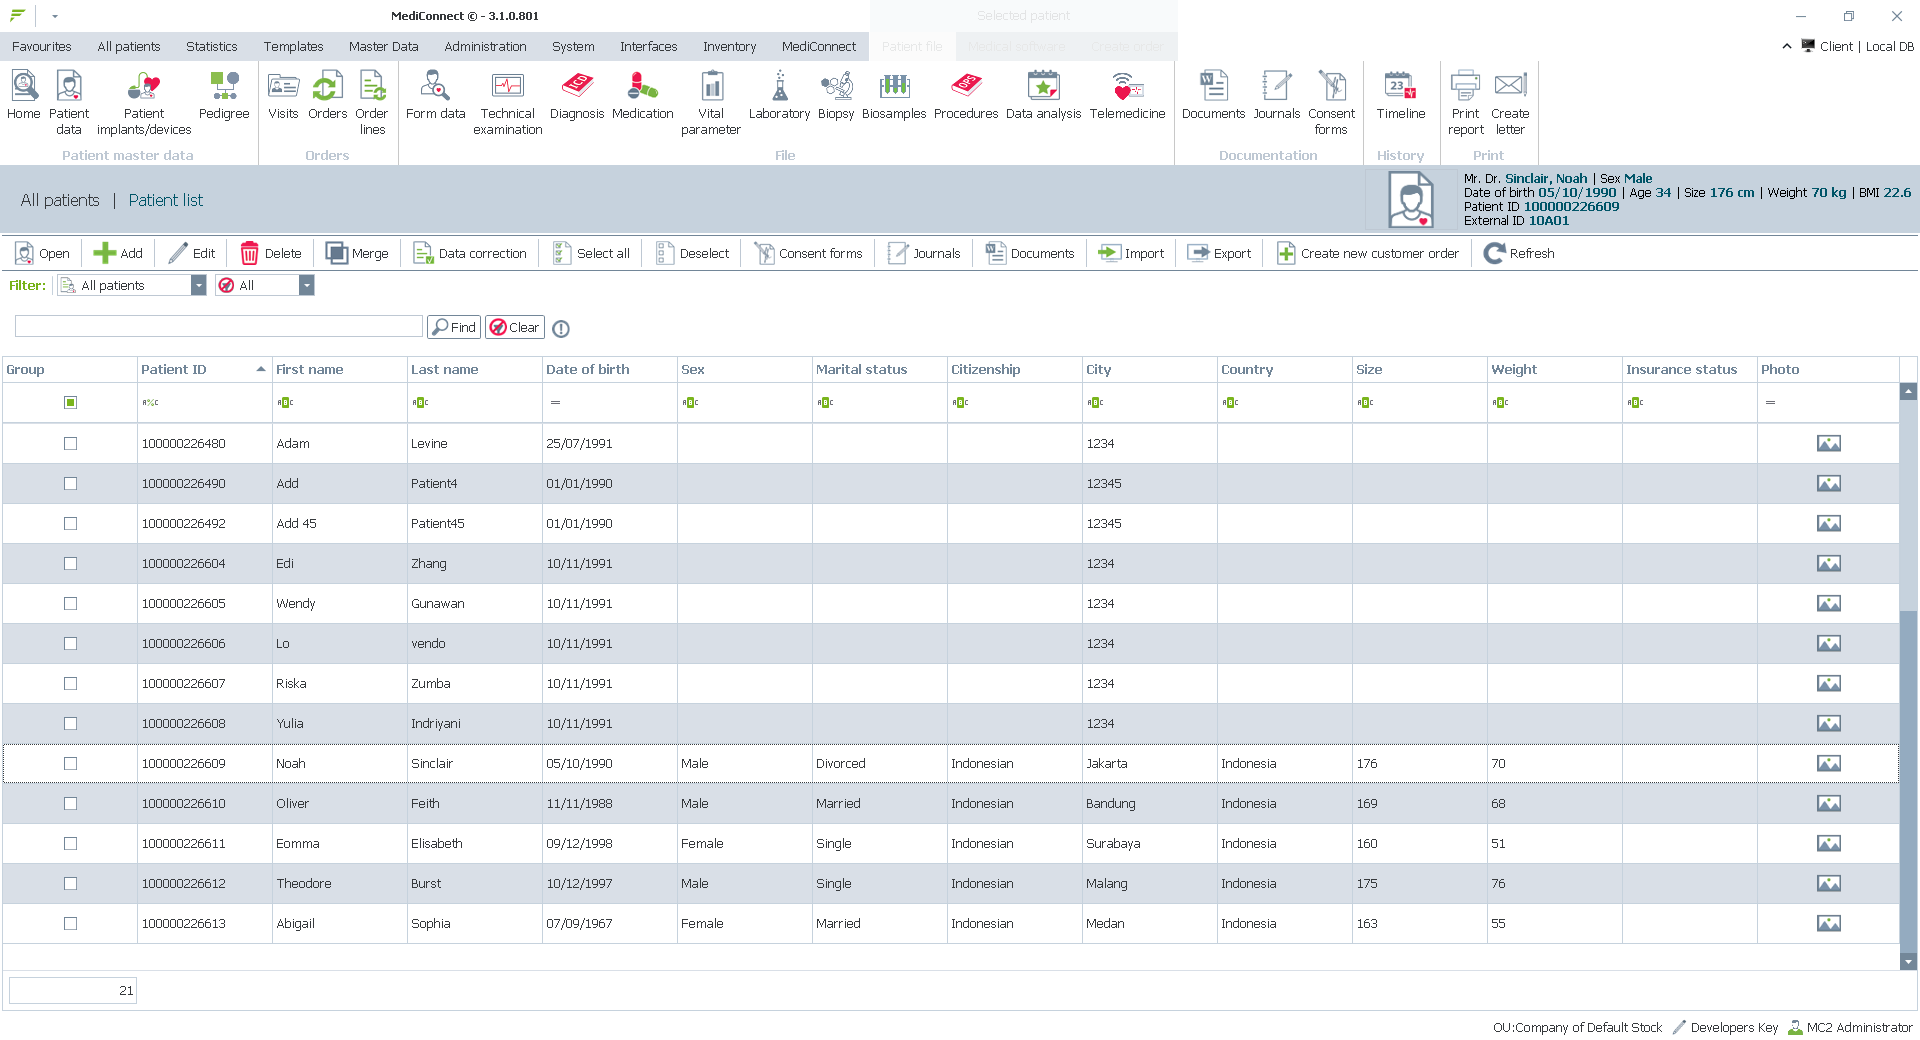 MediConnect © - 3.1.0.801
Selected patient
Favourites All patients Statistics Templates Master Data Administration System Interfaces Inventory MediConnect Patient file Medical software Create order Client | Local DB
Home Patient data Patient implants/devices Pedigree Visits Orders Order lines Form data Technical examination Diagnosis Medication Vital parameter Laboratory Biopsy Biosamples Procedures Data analysis Telemedicine Documents Journals Consent forms Timeline Print report Create letter
Patient master data Orders File Documentation History Print
All patients | Patient list
Mr. Dr. Sinclair, Noah | Sex Male
Date of birth 05/10/1990 | Age 34 | Size 176 cm | Weight 70 kg | BMI 22.6
Patient ID 100000226609
External ID 10A01
Open Add Edit Delete Merge Data correction Select all Deselect Consent forms Journals Documents Import Export Create new customer order Refresh
Filter: All patients All
Find Clear
Group Patient ID First name Last name Date of birth Sex Marital status Citizenship City Country Size Weight Insurance status Photo
100000226480 Adam Levine 25/07/1991 1234
100000226490 Add Patient4 01/01/1990 12345
100000226492 Add 45 Patient45 01/01/1990 12345
100000226604 Edi Zhang 10/11/1991 1234
100000226605 Wendy Gunawan 10/11/1991 1234
100000226606 Lo vendo 10/11/1991 1234
100000226607 Riska Zumba 10/11/1991 1234
100000226608 Yulia Indriyani 10/11/1991 1234
100000226609 Noah Sinclair 05/10/1990 Male Divorced Indonesian Jakarta Indonesia 176 70
100000226610 Oliver Feith 11/11/1988 Male Married Indonesian Bandung Indonesia 169 68
100000226611 Eomma Elisabeth 09/12/1998 Female Single Indonesian Surabaya Indonesia 160 51
100000226612 Theodore Burst 10/12/1997 Male Single Indonesian Malang Indonesia 175 76
100000226613 Abigail Sophia 07/09/1967 Female Married Indonesian Medan Indonesia 163 55
21
OU:Company of Default Stock Developers Key MC2 Administrator